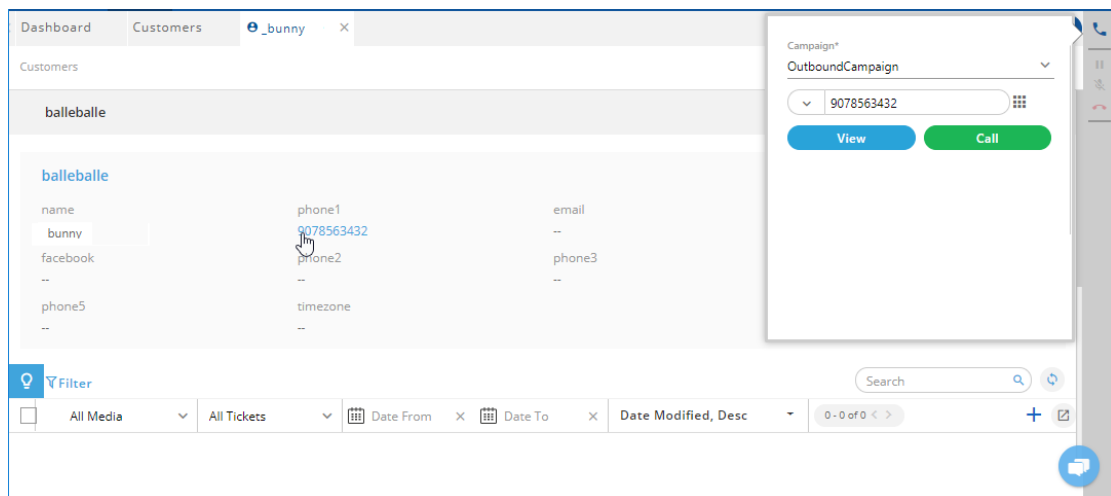 Dashboard
Customers
_bunny
Customers
balleballe
balleballe
name
phone1
email
bunny
9078563432
--
facebook
phone2
phone3
--
--
--
phone5
timezone
--
--
Campaign*
OutboundCampaign
9078563432
View
Call
Filter
Search
All Media
All Tickets
Date From
Date To
Date Modified, Desc
0 - 0 of 0